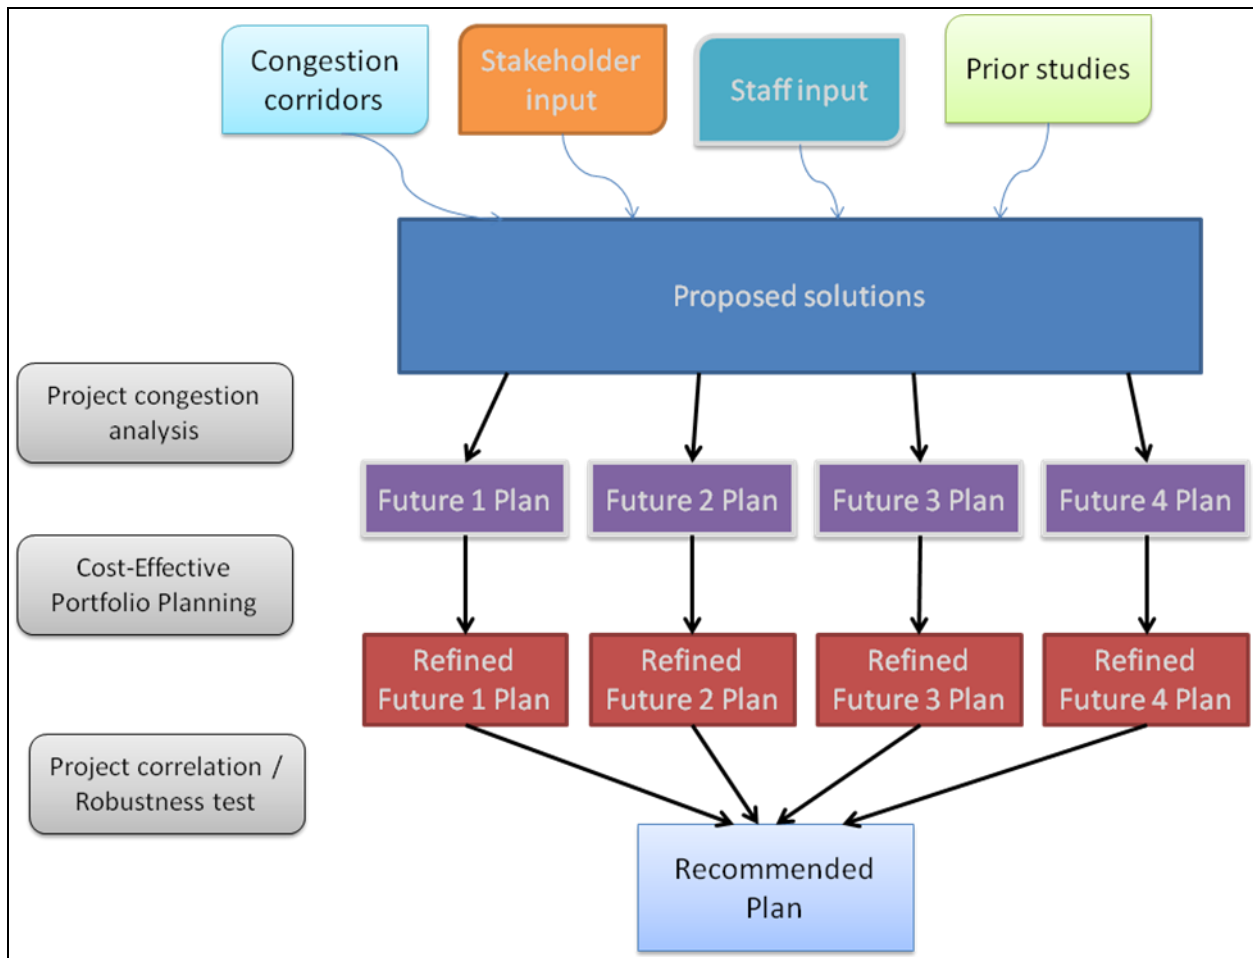 Congestion
corridors
Stakeholder
input
Staff input
Prior studies
Proposed solutions
Project congestion
analysis
Future 1 Plan
Future 2 Plan
Future 3 Plan
Future 4 Plan
Cost-Effective
Portfolio Planning
Refined
Future 1 Plan
Refined
Future 2 Plan
Refined
Future 3 Plan
Refined
Future 4 Plan
Project correlation /
Robustness test
Recommended
Plan